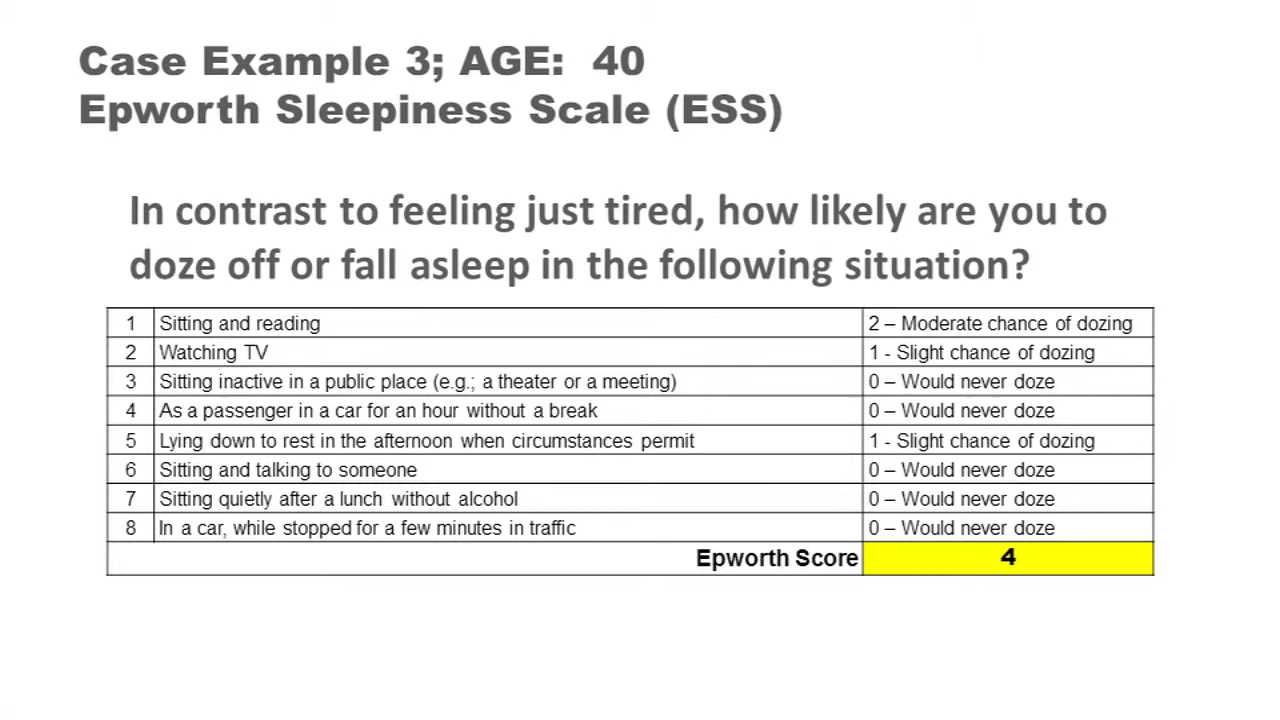 Case Example 3; AGE: 40
Epworth Sleepiness Scale (ESS)
In contrast to feeling just tired, how likely are you to
doze off or fall asleep in the following situation?
1 Sitting and reading 2 – Moderate chance of dozing
2 Watching TV 1 - Slight chance of dozing
3 Sitting inactive in a public place (e.g.; a theater or a meeting) 0 – Would never doze
4 As a passenger in a car for an hour without a break 0 – Would never doze
5 Lying down to rest in the afternoon when circumstances permit 1 - Slight chance of dozing
6 Sitting and talking to someone 0 – Would never doze
7 Sitting quietly after a lunch without alcohol 0 – Would never doze
8 In a car, while stopped for a few minutes in traffic 0 – Would never doze
Epworth Score 4